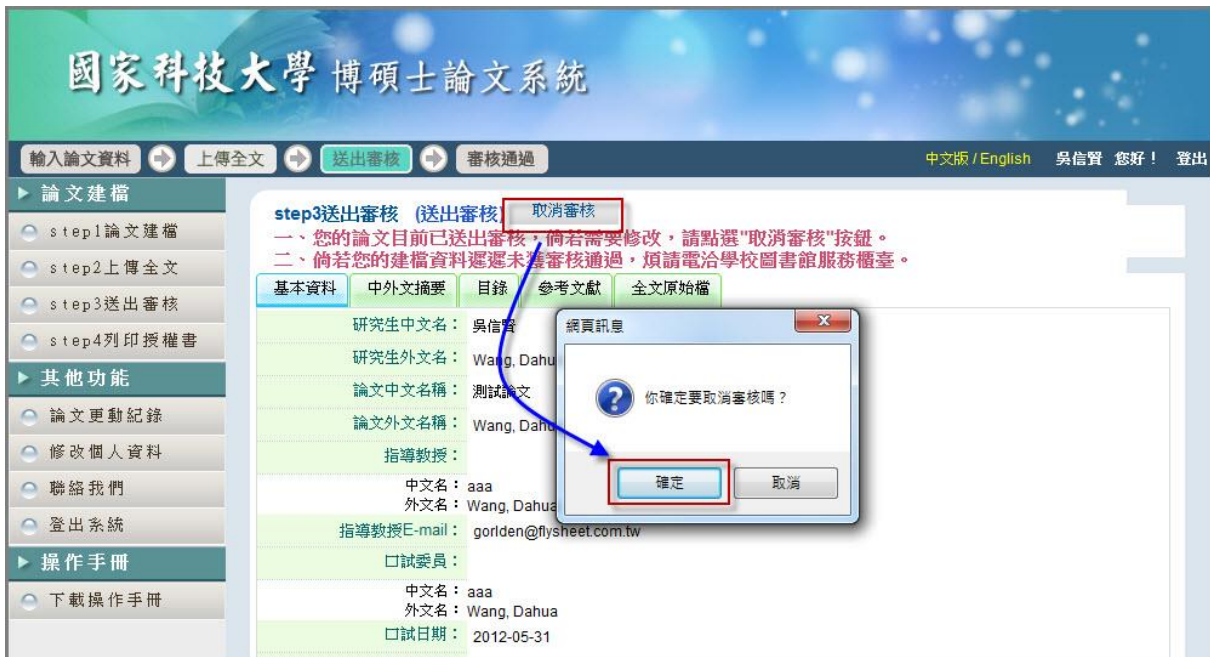 國家科技大學 博碩士論文系統
輸入論文資料 上傳全文 送出審核 審核通過 中文版 / English 吳信賢 您好! 登出
論文建檔
step1論文建檔
step2上傳全文
step3送出審核
step4列印授權書
其他功能
論文更動紀錄
修改個人資料
聯絡我們
登出系統
操作手冊
下載操作手冊
step3送出審核 (送出審核) 取消審核
一、您的論文目前已送出審核,倘若需要修改,請點選"取消審核"按鈕。
二、倘若您的建檔資料遲遲未獲審核通過,煩請電洽學校圖書館服務櫃臺。
基本資料 中外文摘要 目錄 參考文獻 全文原始檔
研究生中文名: 吳信賢
研究生外文名: Wang, Dahu
論文中文名稱: 測試論文
論文外文名稱: Wang, Dahu
指導教授:
中文名: aaa
外文名: Wang, Dahua
指導教授E-mail: gorlden@flysheet.com.tw
口試委員:
中文名: aaa
外文名: Wang, Dahua
口試日期: 2012-05-31
網頁訊息
你確定要取消審核嗎?
確定 取消